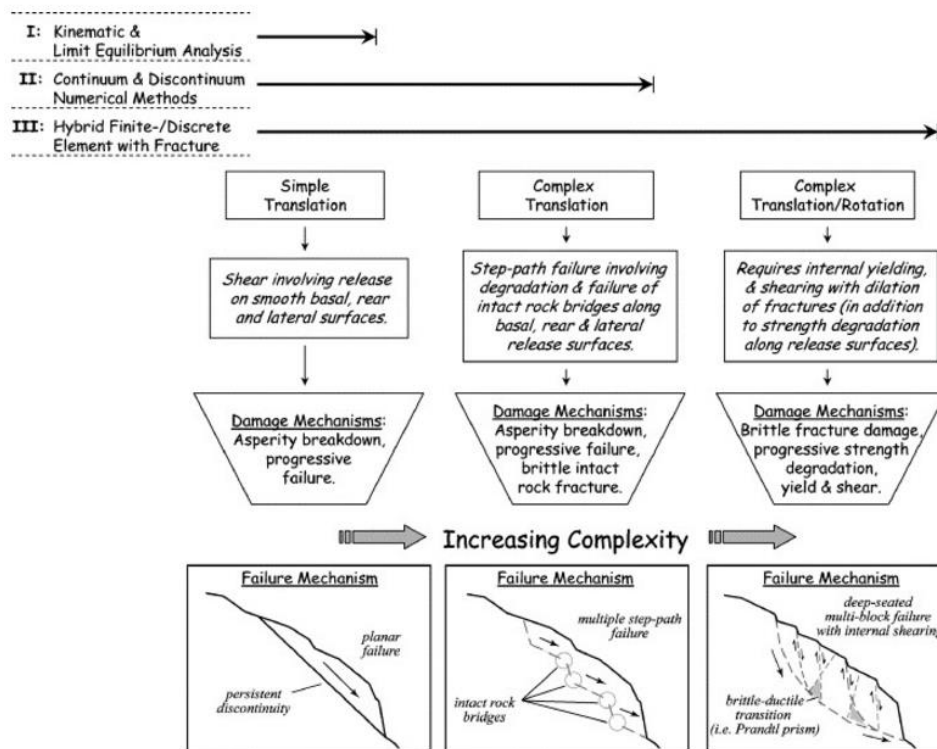 I: Kinematic &
Limit Equilibrium Analysis
II: Continuum & Discontinuum
Numerical Methods
III: Hybrid Finite-/Discrete
Element with Fracture
Simple
Translation
Shear involving release
on smooth basal, rear
and lateral surfaces.
Damage Mechanisms:
Asperity breakdown,
progressive
failure.
Complex
Translation
Step-path failure involving
degradation & failure of
intact rock bridges along
basal, rear & lateral
release surfaces.
Damage Mechanisms:
Asperity breakdown,
progressive failure,
brittle intact
rock fracture.
Complex
Translation/Rotation
Requires internal yielding,
& shearing with dilation
of fractures (in addition
to strength degradation
along release surfaces).
Damage Mechanisms:
Brittle fracture damage,
progressive strength
degradation,
yield & shear.
Increasing Complexity
Failure Mechanism
planar
failure
persistent
discontinuity
Failure Mechanism
multiple step-path
failure
intact rock
bridges
Failure Mechanism
deep-seated
multi-block failure
with internal shearing
brittle-ductile
transition
(i.e. Prandtl prism)